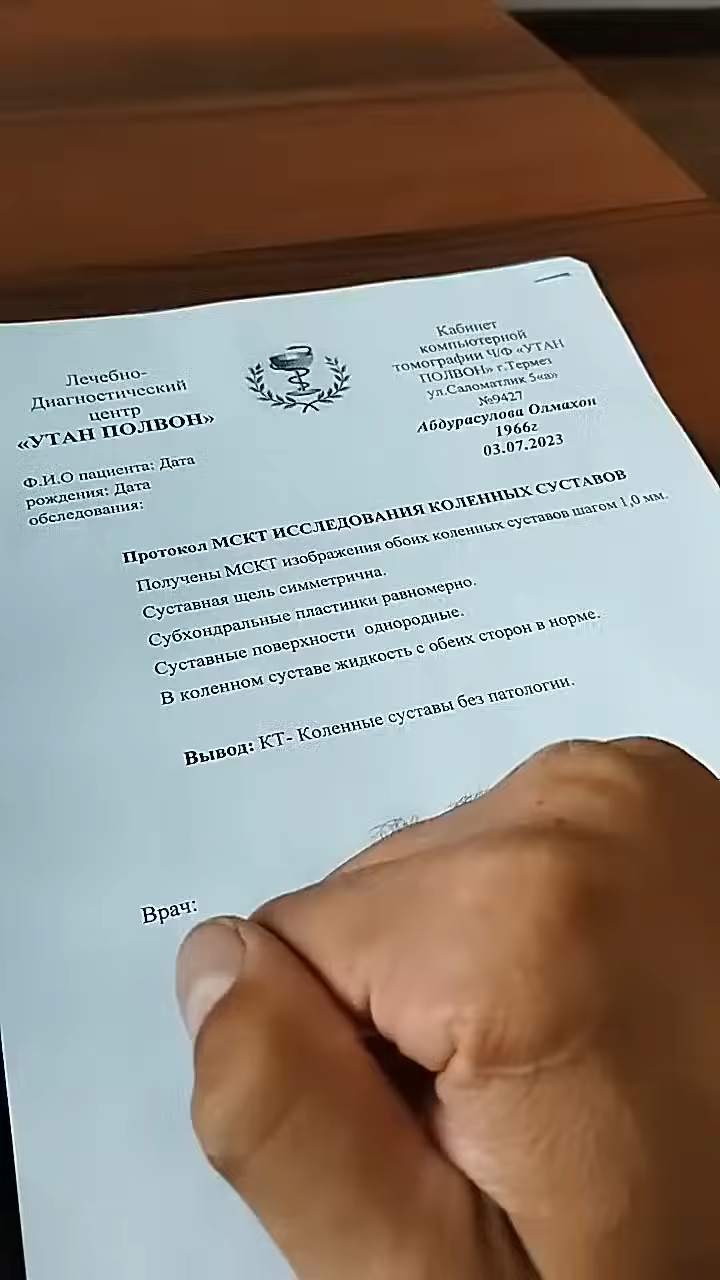 Лечебно-
Диагностический
центр
«УТАН ПОЛВОН»
Ф.И.О пациента: Дата
рождения: Дата
обследования:
Кабинет
компьютерной
томографии Ч/Ф «УТАН
ПОЛВОН» г.Термез
ул.Саломатлик 5«а»
№9427
Абдурасулова Олмахон
1966г
03.07.2023
Протокол МСКТ ИССЛЕДОВАНИЯ КОЛЕННЫХ СУСТАВОВ
Получены МСКТ изображения обоих коленных суставов шагом 1,0 мм.
Суставная щель симметрична.
Субхондральные пластинки равномерно.
Суставные поверхности однородные.
В коленном суставе жидкость с обеих сторон в норме.
Вывод: КТ- Коленные суставы без патологии.
Врач: